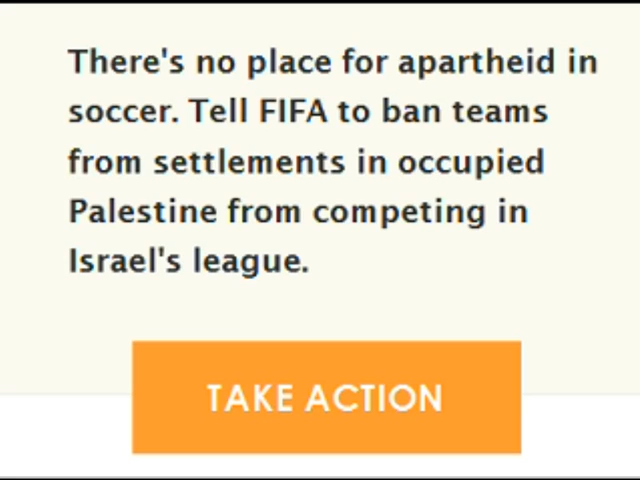 There's no place for apartheid in
soccer. Tell FIFA to ban teams
from settlements in occupied
Palestine from competing in
Israel's league.
TAKE ACTION